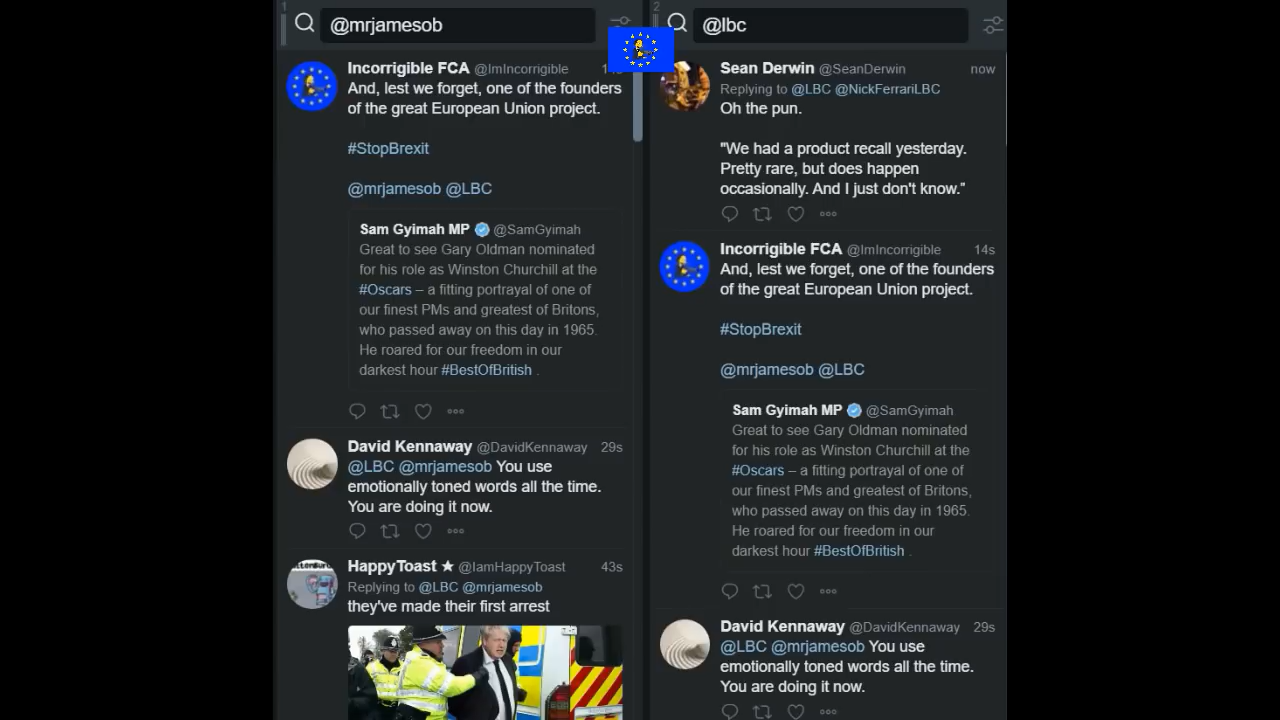 1
@mrjamesob
Incorrigible FCA @ImIncorrigible
And, lest we forget, one of the founders
of the great European Union project.
#StopBrexit
@mrjamesob @LBC
Sam Gyimah MP @SamGyimah
Great to see Gary Oldman nominated
for his role as Winston Churchill at the
#Oscars – a fitting portrayal of one of
our finest PMs and greatest of Britons,
who passed away on this day in 1965.
He roared for our freedom in our
darkest hour #BestOfBritish .
David Kennaway @DavidKennaway 29s
@LBC @mrjamesob You use
emotionally toned words all the time.
You are doing it now.
HappyToast ★ @IamHappyToast 43s
Replying to @LBC @mrjamesob
they've made their first arrest
2
@lbc
Sean Derwin @SeanDerwin now
Replying to @LBC @NickFerrariLBC
Oh the pun.
"We had a product recall yesterday.
Pretty rare, but does happen
occasionally. And I just don't know."
Incorrigible FCA @ImIncorrigible 14s
And, lest we forget, one of the founders
of the great European Union project.
#StopBrexit
@mrjamesob @LBC
Sam Gyimah MP @SamGyimah
Great to see Gary Oldman nominated
for his role as Winston Churchill at the
#Oscars – a fitting portrayal of one of
our finest PMs and greatest of Britons,
who passed away on this day in 1965.
He roared for our freedom in our
darkest hour #BestOfBritish .
David Kennaway @DavidKennaway 29s
@LBC @mrjamesob You use
emotionally toned words all the time.
You are doing it now.